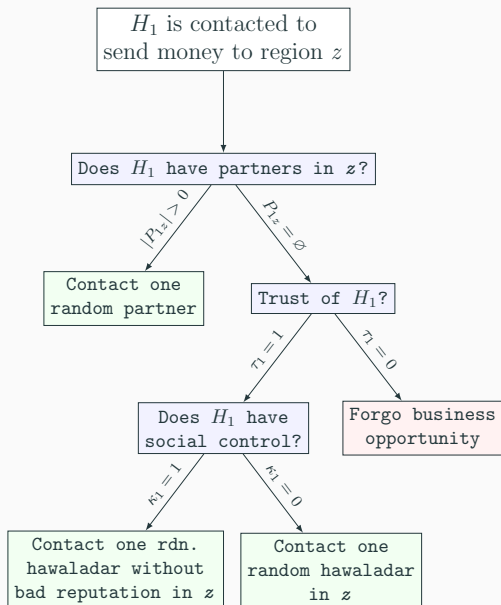 H₁ is contacted to
send money to region z
Does H₁ have partners in z?
|P₁z| > 0
P₁z = ∅
Contact one
random partner
Trust of H₁?
τ₁ = 1
τ₁ = 0
Does H₁ have
social control?
Forgo business
opportunity
κ₁ = 1
κ₁ = 0
Contact one rdn.
hawaladar without
bad reputation in z
Contact one
random hawaladar
in z